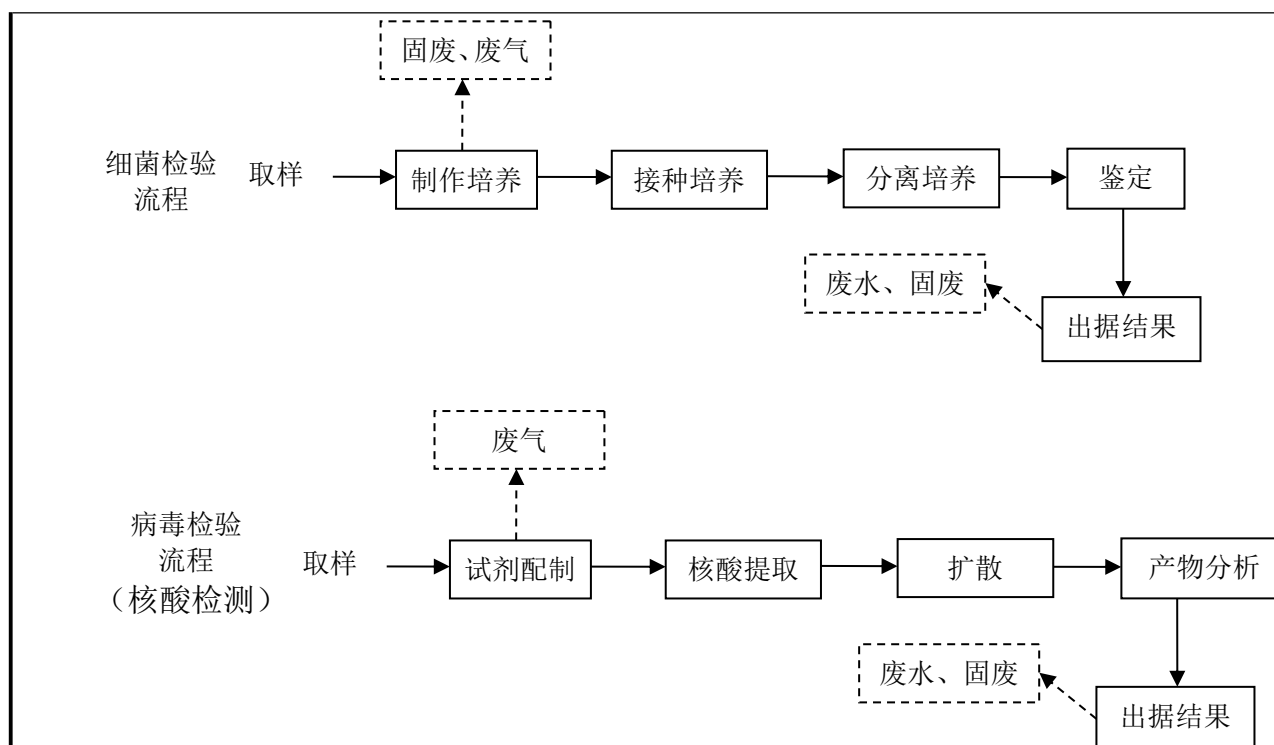 固废、废气
细菌检验
流程
取样
制作培养
接种培养
分离培养
鉴定
废水、固废
出据结果
废气
病毒检验
流程
（核酸检测）
取样
试剂配制
核酸提取
扩散
产物分析
废水、固废
出据结果